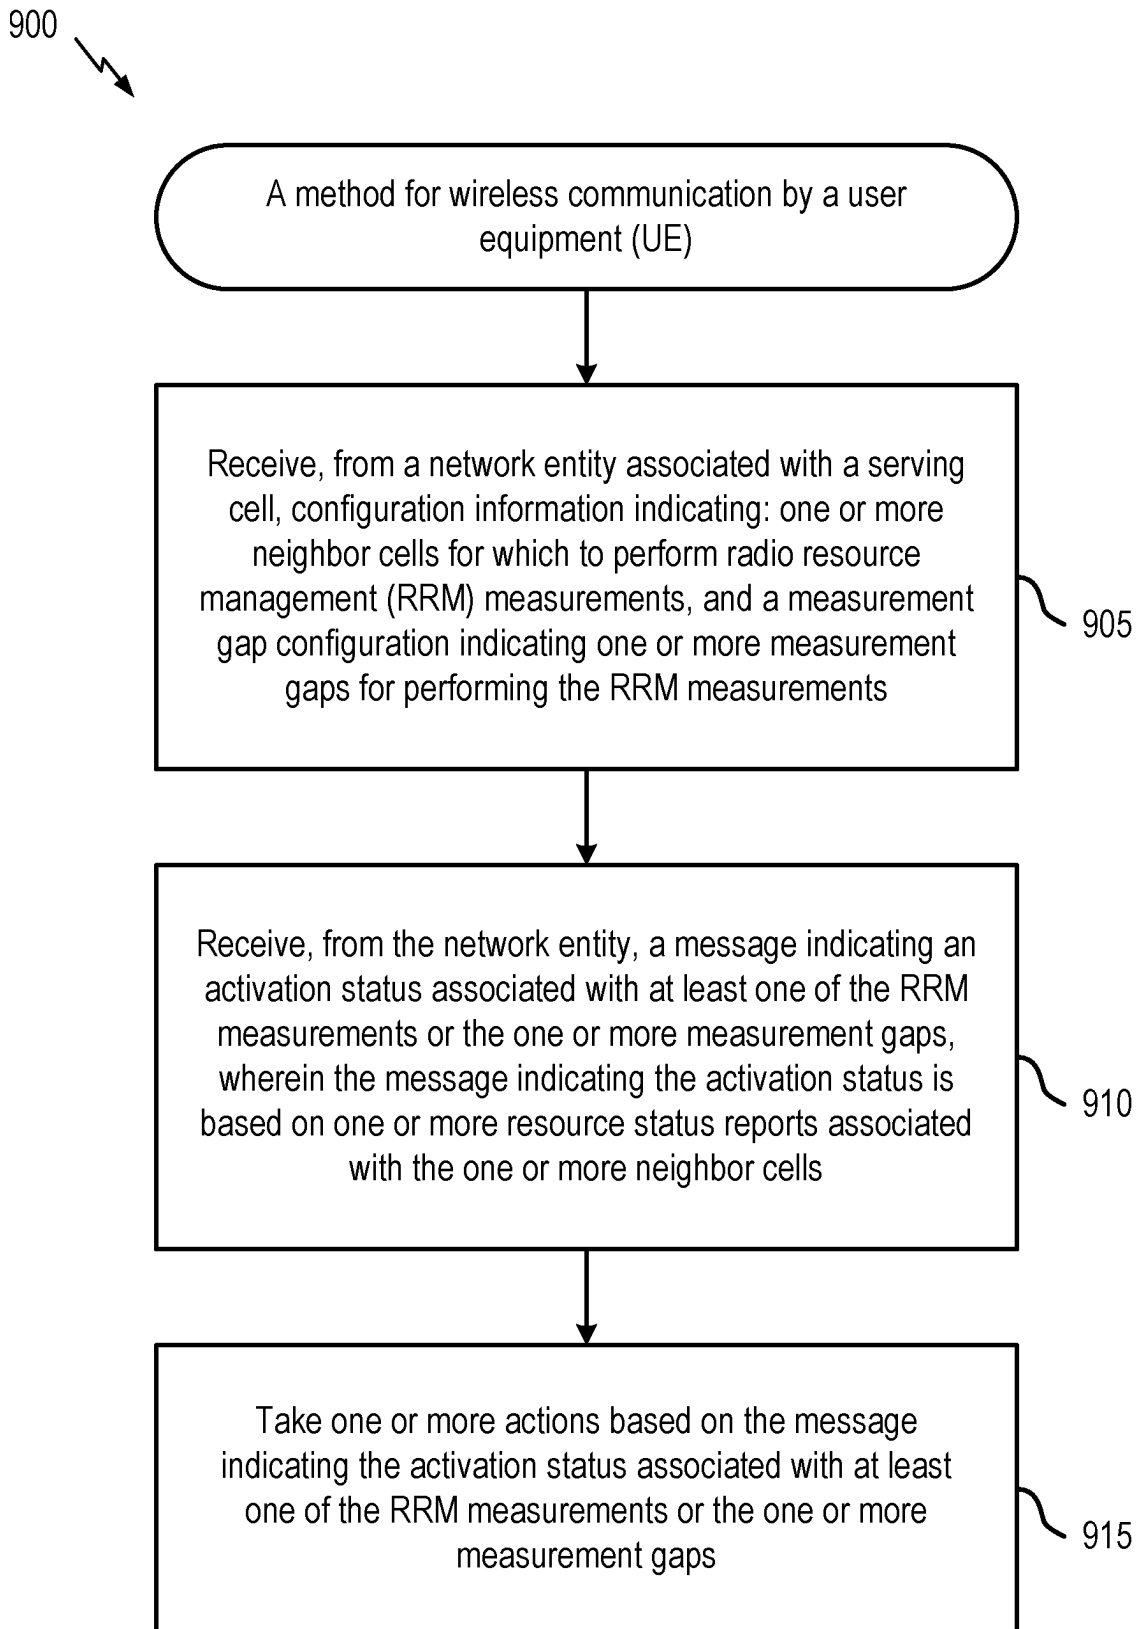 900
A method for wireless communication by a user
equipment (UE)
Receive, from a network entity associated with a serving
cell, configuration information indicating: one or more
neighbor cells for which to perform radio resource
management (RRM) measurements, and a measurement
gap configuration indicating one or more measurement
gaps for performing the RRM measurements
905
Receive, from the network entity, a message indicating an
activation status associated with at least one of the RRM
measurements or the one or more measurement gaps,
wherein the message indicating the activation status is
based on one or more resource status reports associated
with the one or more neighbor cells
910
Take one or more actions based on the message
indicating the activation status associated with at least
one of the RRM measurements or the one or more
measurement gaps
915